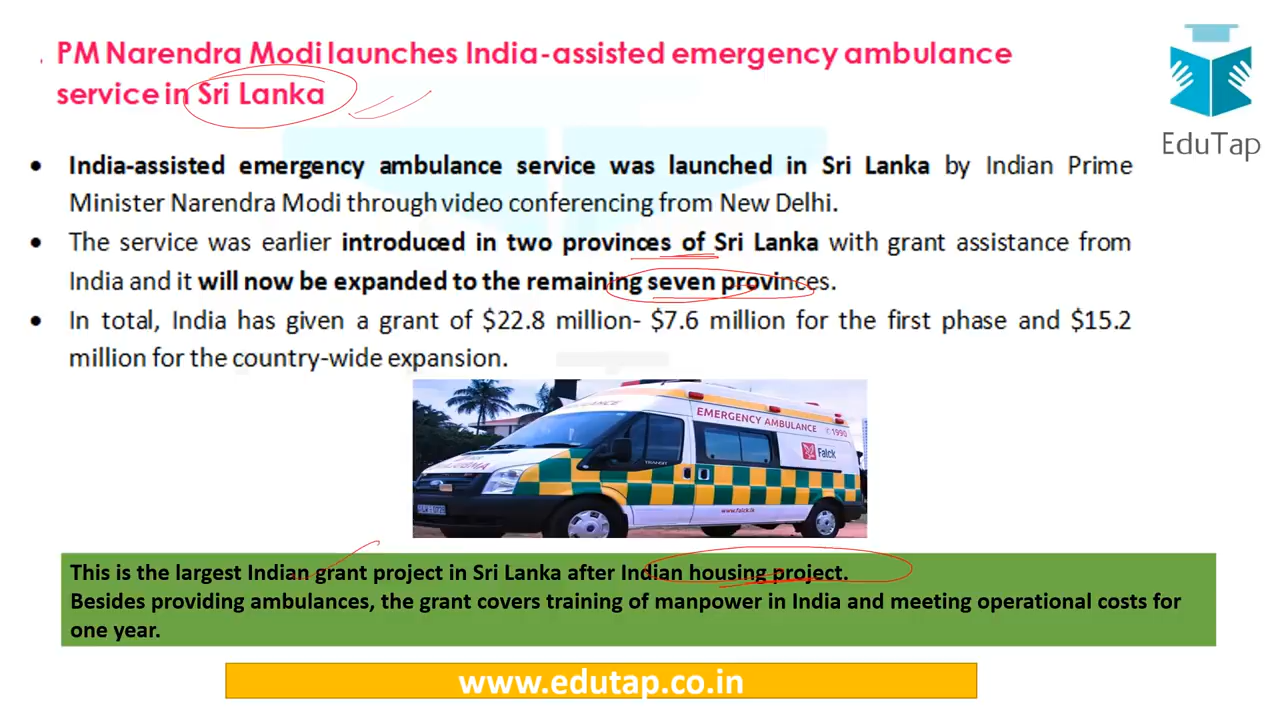 PM Narendra Modi launches India-assisted emergency ambulance
service in Sri Lanka
EduTap
• India-assisted emergency ambulance service was launched in Sri Lanka by Indian Prime
Minister Narendra Modi through video conferencing from New Delhi.
• The service was earlier introduced in two provinces of Sri Lanka with grant assistance from
India and it will now be expanded to the remaining seven provinces.
• In total, India has given a grant of $22.8 million- $7.6 million for the first phase and $15.2
million for the country-wide expansion.
EMERGENCY AMBULANCE
1990
Falck
TRANSIT
www.falck.lk
This is the largest Indian grant project in Sri Lanka after Indian housing project.
Besides providing ambulances, the grant covers training of manpower in India and meeting operational costs for
one year.
www.edutap.co.in